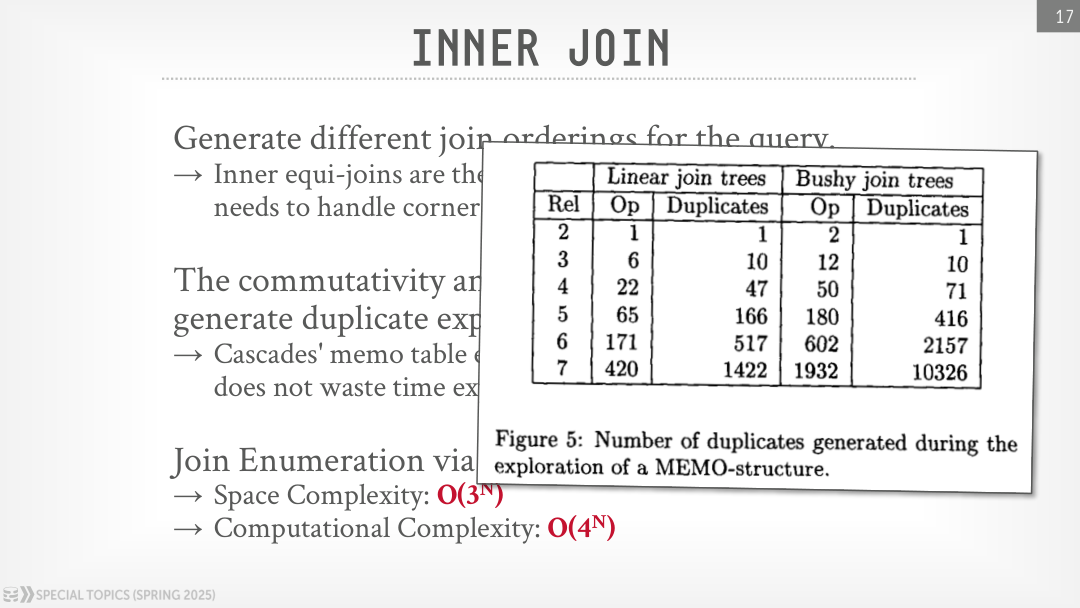 17
INNER JOIN
Generate different join orderings for the query.
→ Inner equi-joins are the
needs to handle corner
The commutativity an
generate duplicate exp
→ Cascades' memo table e
does not waste time ex
Join Enumeration via
→ Space Complexity: O(3ᴺ)
→ Computational Complexity: O(4ᴺ)
Linear join trees Bushy join trees
Rel Op Duplicates Op Duplicates
2 1 1 2 1
3 6 10 12 10
4 22 47 50 71
5 65 166 180 416
6 171 517 602 2157
7 420 1422 1932 10326
Figure 5: Number of duplicates generated during the
exploration of a MEMO-structure.
SPECIAL TOPICS (SPRING 2025)